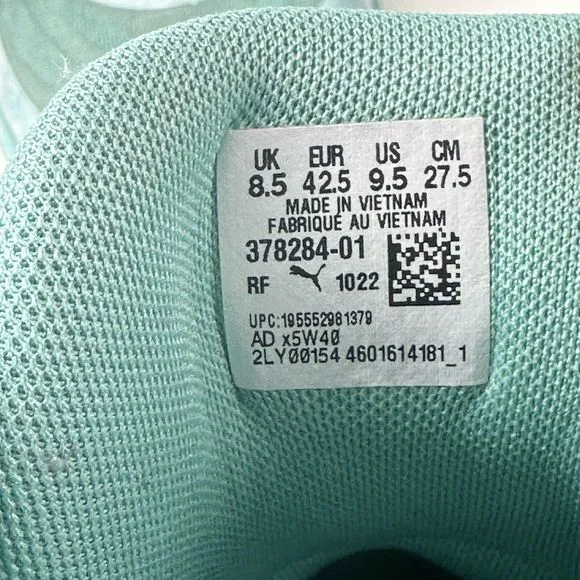 UK EUR US CM
8.5 42.5 9.5 27.5
MADE IN VIETNAM
FABRIQUÉ AU VIETNAM
378284-01
RF 1022
UPC:195552981379
AD x5W40
2LY00154 4601614181_1